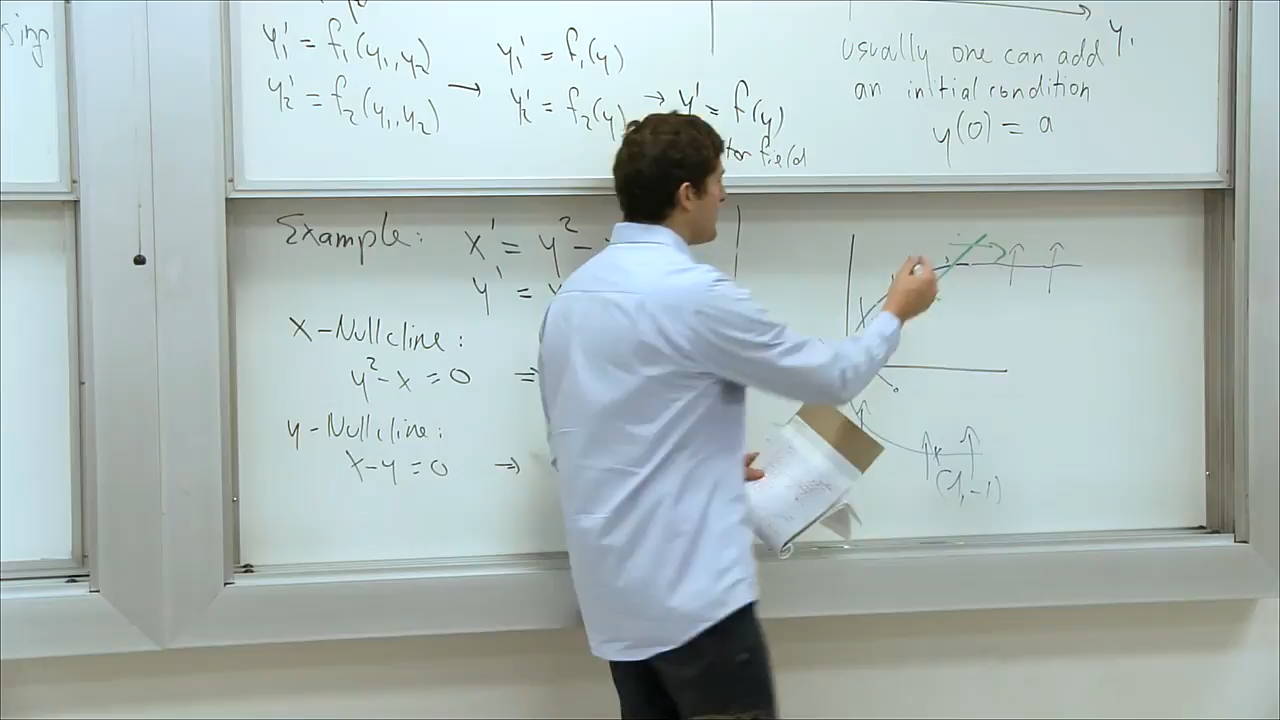 sing
y₁' = f₁(y₁,y₂)
y₂' = f₂(y₁,y₂)
→
y₁' = f₁(y)
y₂' = f₂(y)
→ y' = f(y)
tor field
y₁
usually one can add
an initial condition
y(0) = a
Example: x' = y² -
y' =
x-Nullcline:
y²-x = 0 ⇒
y-Nullcline:
x-y = 0 →
(1,-1)